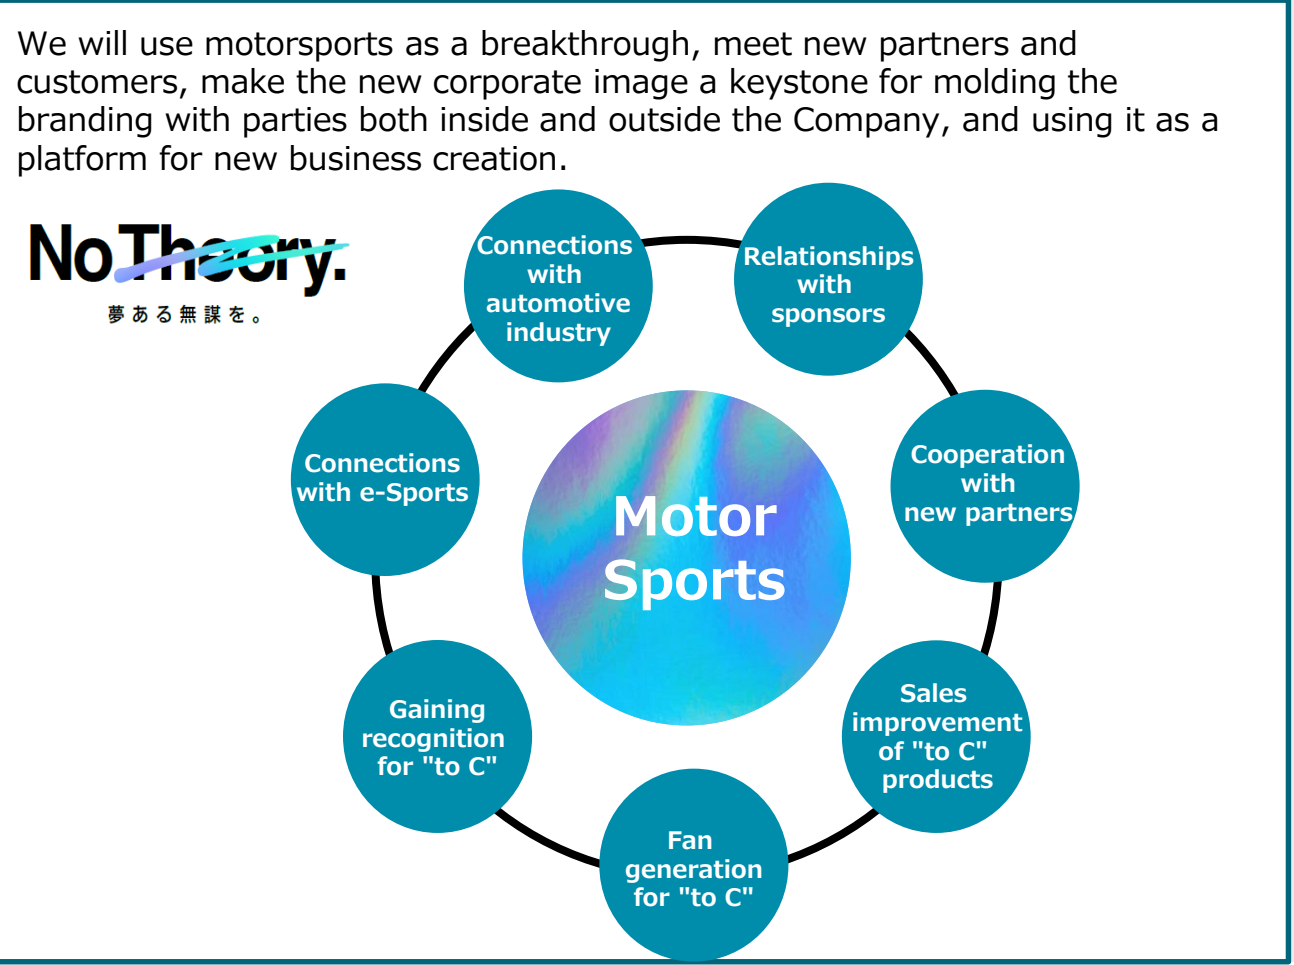 We will use motorsports as a breakthrough, meet new partners and
customers, make the new corporate image a keystone for molding the
branding with parties both inside and outside the Company, and using it as a
platform for new business creation.
No Theory.
夢ある無謀を。
Connections
with
automotive
industry
Relationships
with
sponsors
Connections
with e-Sports
Cooperation
with
new partners
Motor
Sports
Gaining
recognition
for "to C"
Sales
improvement
of "to C"
products
Fan
generation
for "to C"